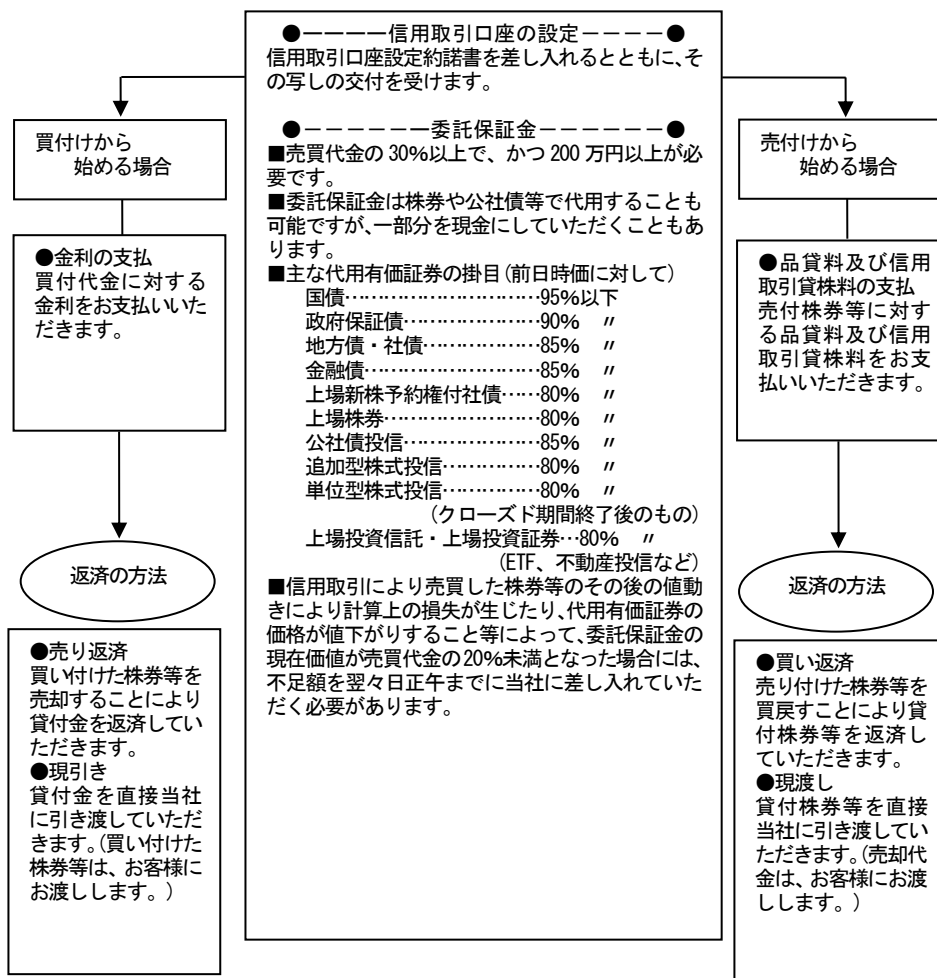 ●－－－－信用取引口座の設定－－－－●
信用取引口座設定約諾書を差し入れるとともに、そ
の写しの交付を受けます。
●－－－－－－委託保証金－－－－－－●
■売買代金の 30%以上で、かつ 200 万円以上が必
要です。
■委託保証金は株券や公社債等で代用することも
可能ですが、一部分を現金にしていただくこともあ
ります。
■主な代用有価証券の掛目(前日時価に対して)
国債…………………………95%以下
政府保証債…………………90% 〃
地方債・社債………………85% 〃
金融債………………………85% 〃
上場新株予約権付社債……80% 〃
上場株券……………………80% 〃
公社債投信…………………85% 〃
追加型株式投信……………80% 〃
単位型株式投信……………80% 〃
(クローズド期間終了後のもの)
上場投資信託・上場投資証券…80% 〃
(ETF、不動産投信など)
■信用取引により売買した株券等のその後の値動
きにより計算上の損失が生じたり、代用有価証券の
価格が値下がりすること等によって、委託保証金の
現在価値が売買代金の20%未満となった場合には、
不足額を翌々日正午までに当社に差し入れていた
だく必要があります。
買付けから
始める場合
●金利の支払
買付代金に対する
金利をお支払いいた
だきます。
返済の方法
●売り返済
買い付けた株券等を
売却することにより
貸付金を返済してい
ただきます。
●現引き
貸付金を直接当社
に引き渡していただ
きます。(買い付けた
株券等は、お客様に
お渡しします。)
売付けから
始める場合
●品貸料及び信用
取引貸株料の支払
売付株券等に対す
る品貸料及び信用
取引貸株料をお支
払いいただきます。
返済の方法
●買い返済
売り付けた株券等を
買戻すことにより貸
付株券等を返済し
ていただきます。
●現渡し
貸付株券等を直接
当社に引き渡してい
ただきます。(売却代
金は、お客様にお渡
しします。)